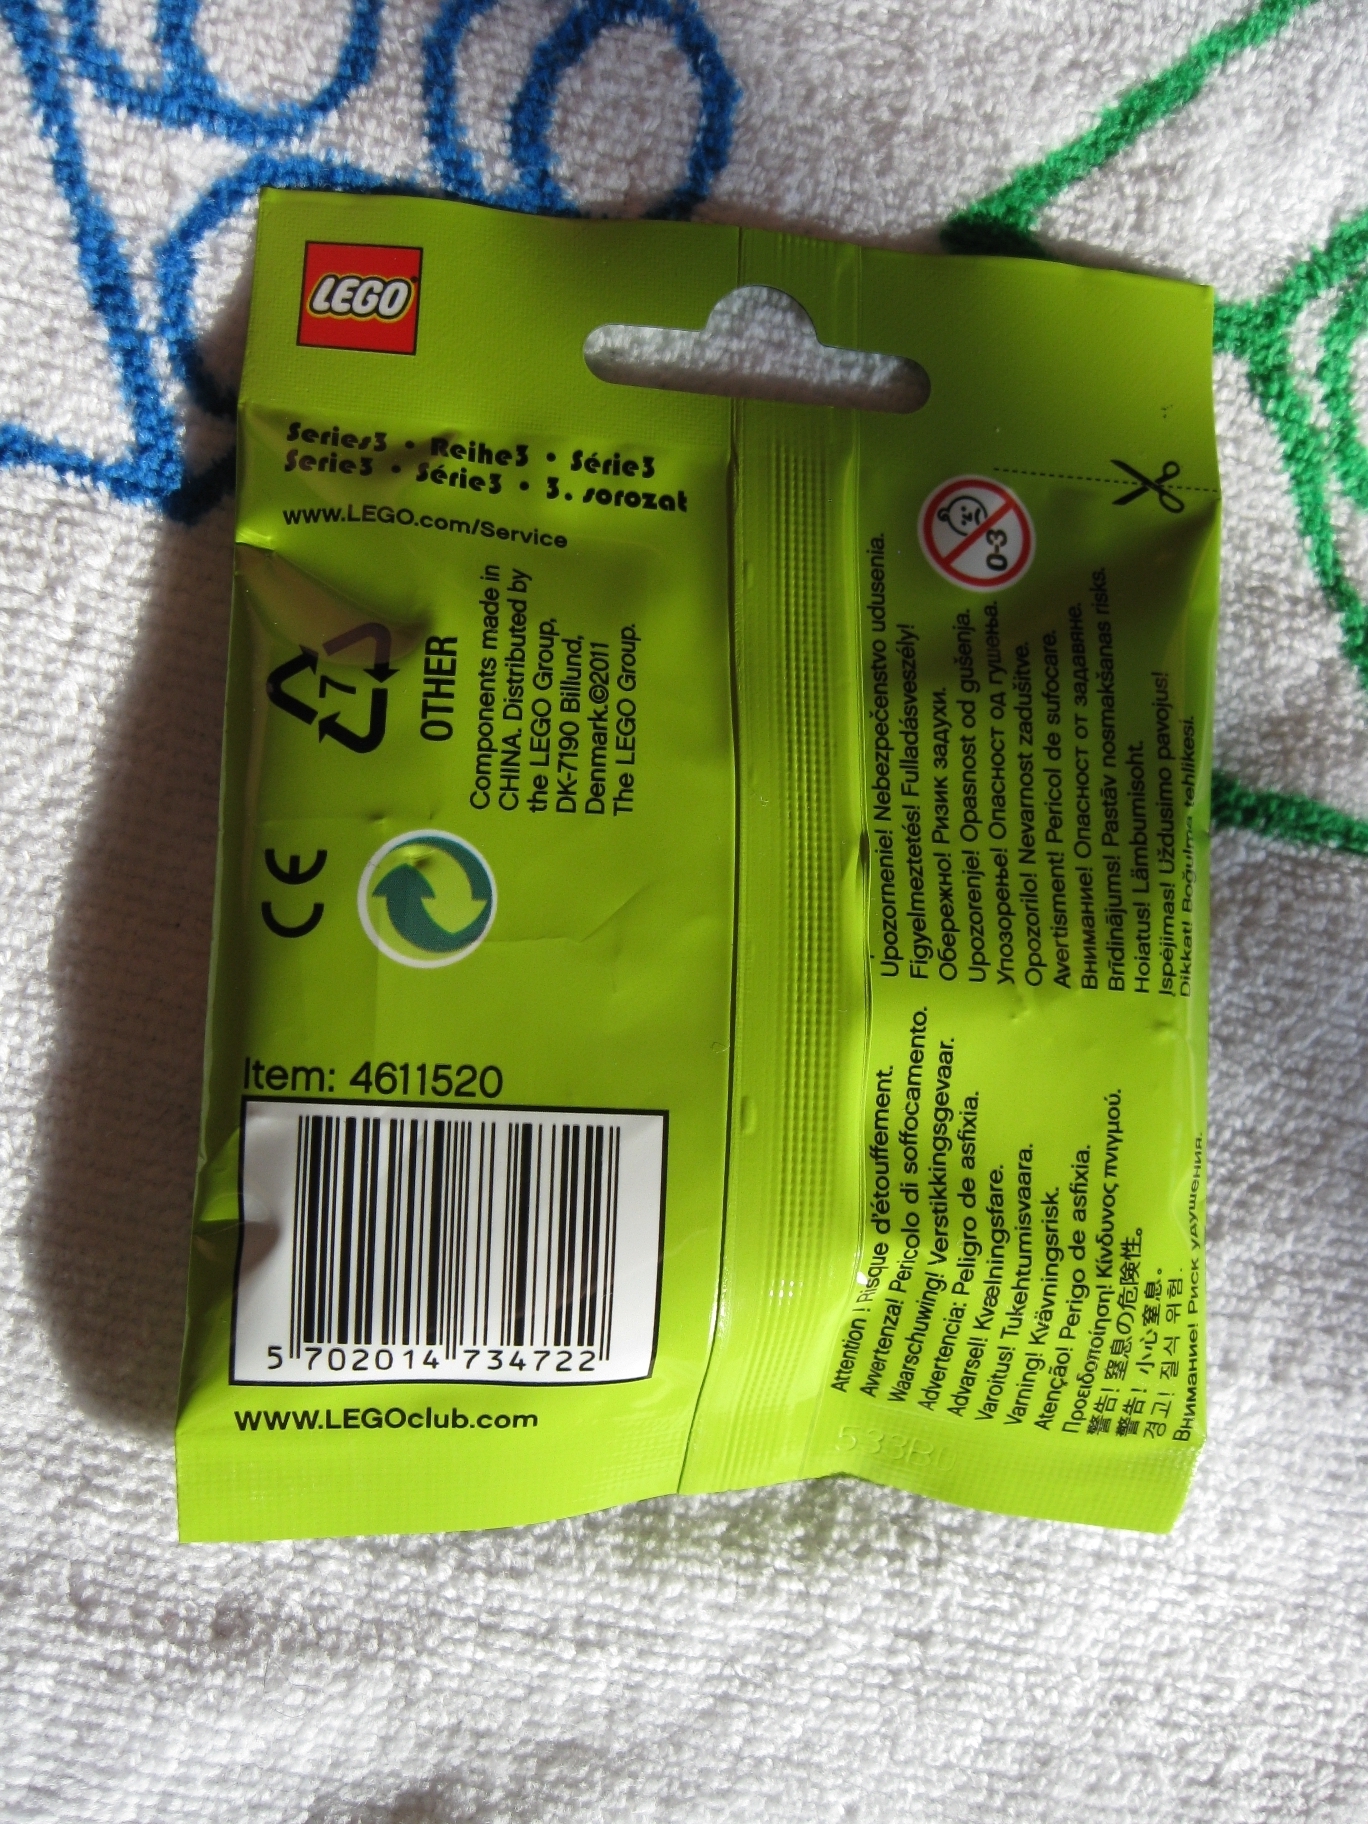 LEGO
Series3 • Reihe3 • Série3
Serie3 • Série3 • 3. sorozat
www.LEGO.com/Service
7
OTHER
Components made in
CHINA. Distributed by
the LEGO Group,
DK-7190 Billund,
Denmark.©2011
The LEGO Group.
CE
Item: 4611520
5 702014 734722
www.LEGOclub.com
0-3
Upozornenie! Nebezpečenstvo udusenia.
Figyelmeztetés! Fulladásveszély!
Обережно! Ризик задухи.
Upozorenje! Opasnost od gušenja.
Упозорење! Опасност од гушења.
Opozorilo! Nevarnost zadušitve.
Avertisment! Pericol de sufocare.
Внимание! Опасност от задавяне.
Brīdinājums! Pastāv nosmakšanas risks.
Hoiatus! Lämbumisoht.
Įspėjimas! Uždusimo pavojus!
Dikkat! Boğulma tehlikesi.
Attention ! Risque d'étouffement.
Avvertenza! Pericolo di soffocamento.
Waarschuwing! Verstikkingsgevaar.
Advertencia: Peligro de asfixia.
Advarsel! Kvælningsfare.
Varoitus! Tukehtumisvaara.
Varning! Kvävningsrisk.
Atenção! Perigo de asfixia.
Προειδοποίηση! Κίνδυνος πνιγμού.
警告! 窒息の危険性。
警告! 小心窒息。
경고! 질식 위험.
Внимание! Риск удушения.